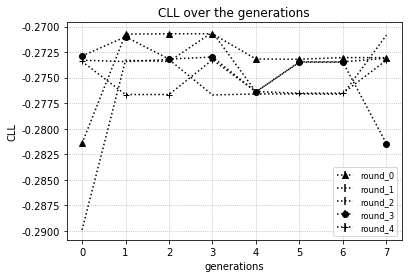 CLL over the generations
-0.2700
-0.2725
-0.2750
-0.2775
-0.2800
-0.2825
-0.2850
-0.2875
-0.2900
CLL
round_0
round_1
round_2
round_3
round_4
0 1 2 3 4 5 6 7
generations